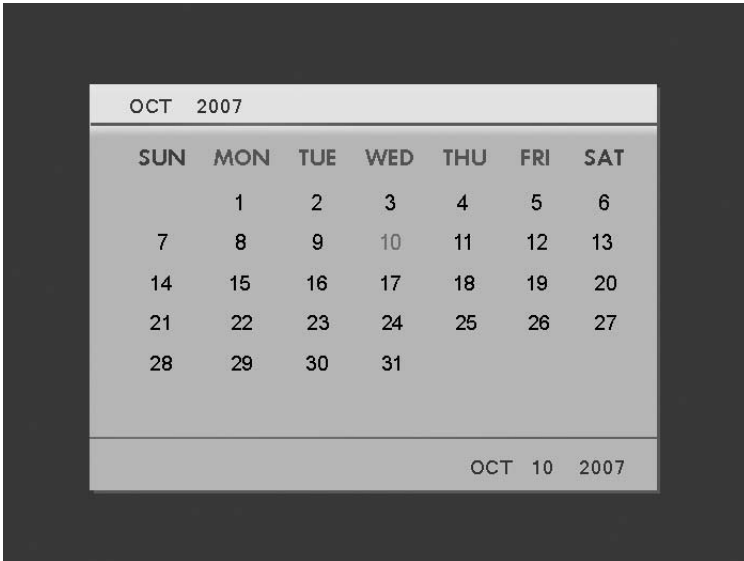 OCT 2007
SUN MON TUE WED THU FRI SAT
1 2 3 4 5 6
7 8 9 10 11 12 13
14 15 16 17 18 19 20
21 22 23 24 25 26 27
28 29 30 31
OCT 10 2007